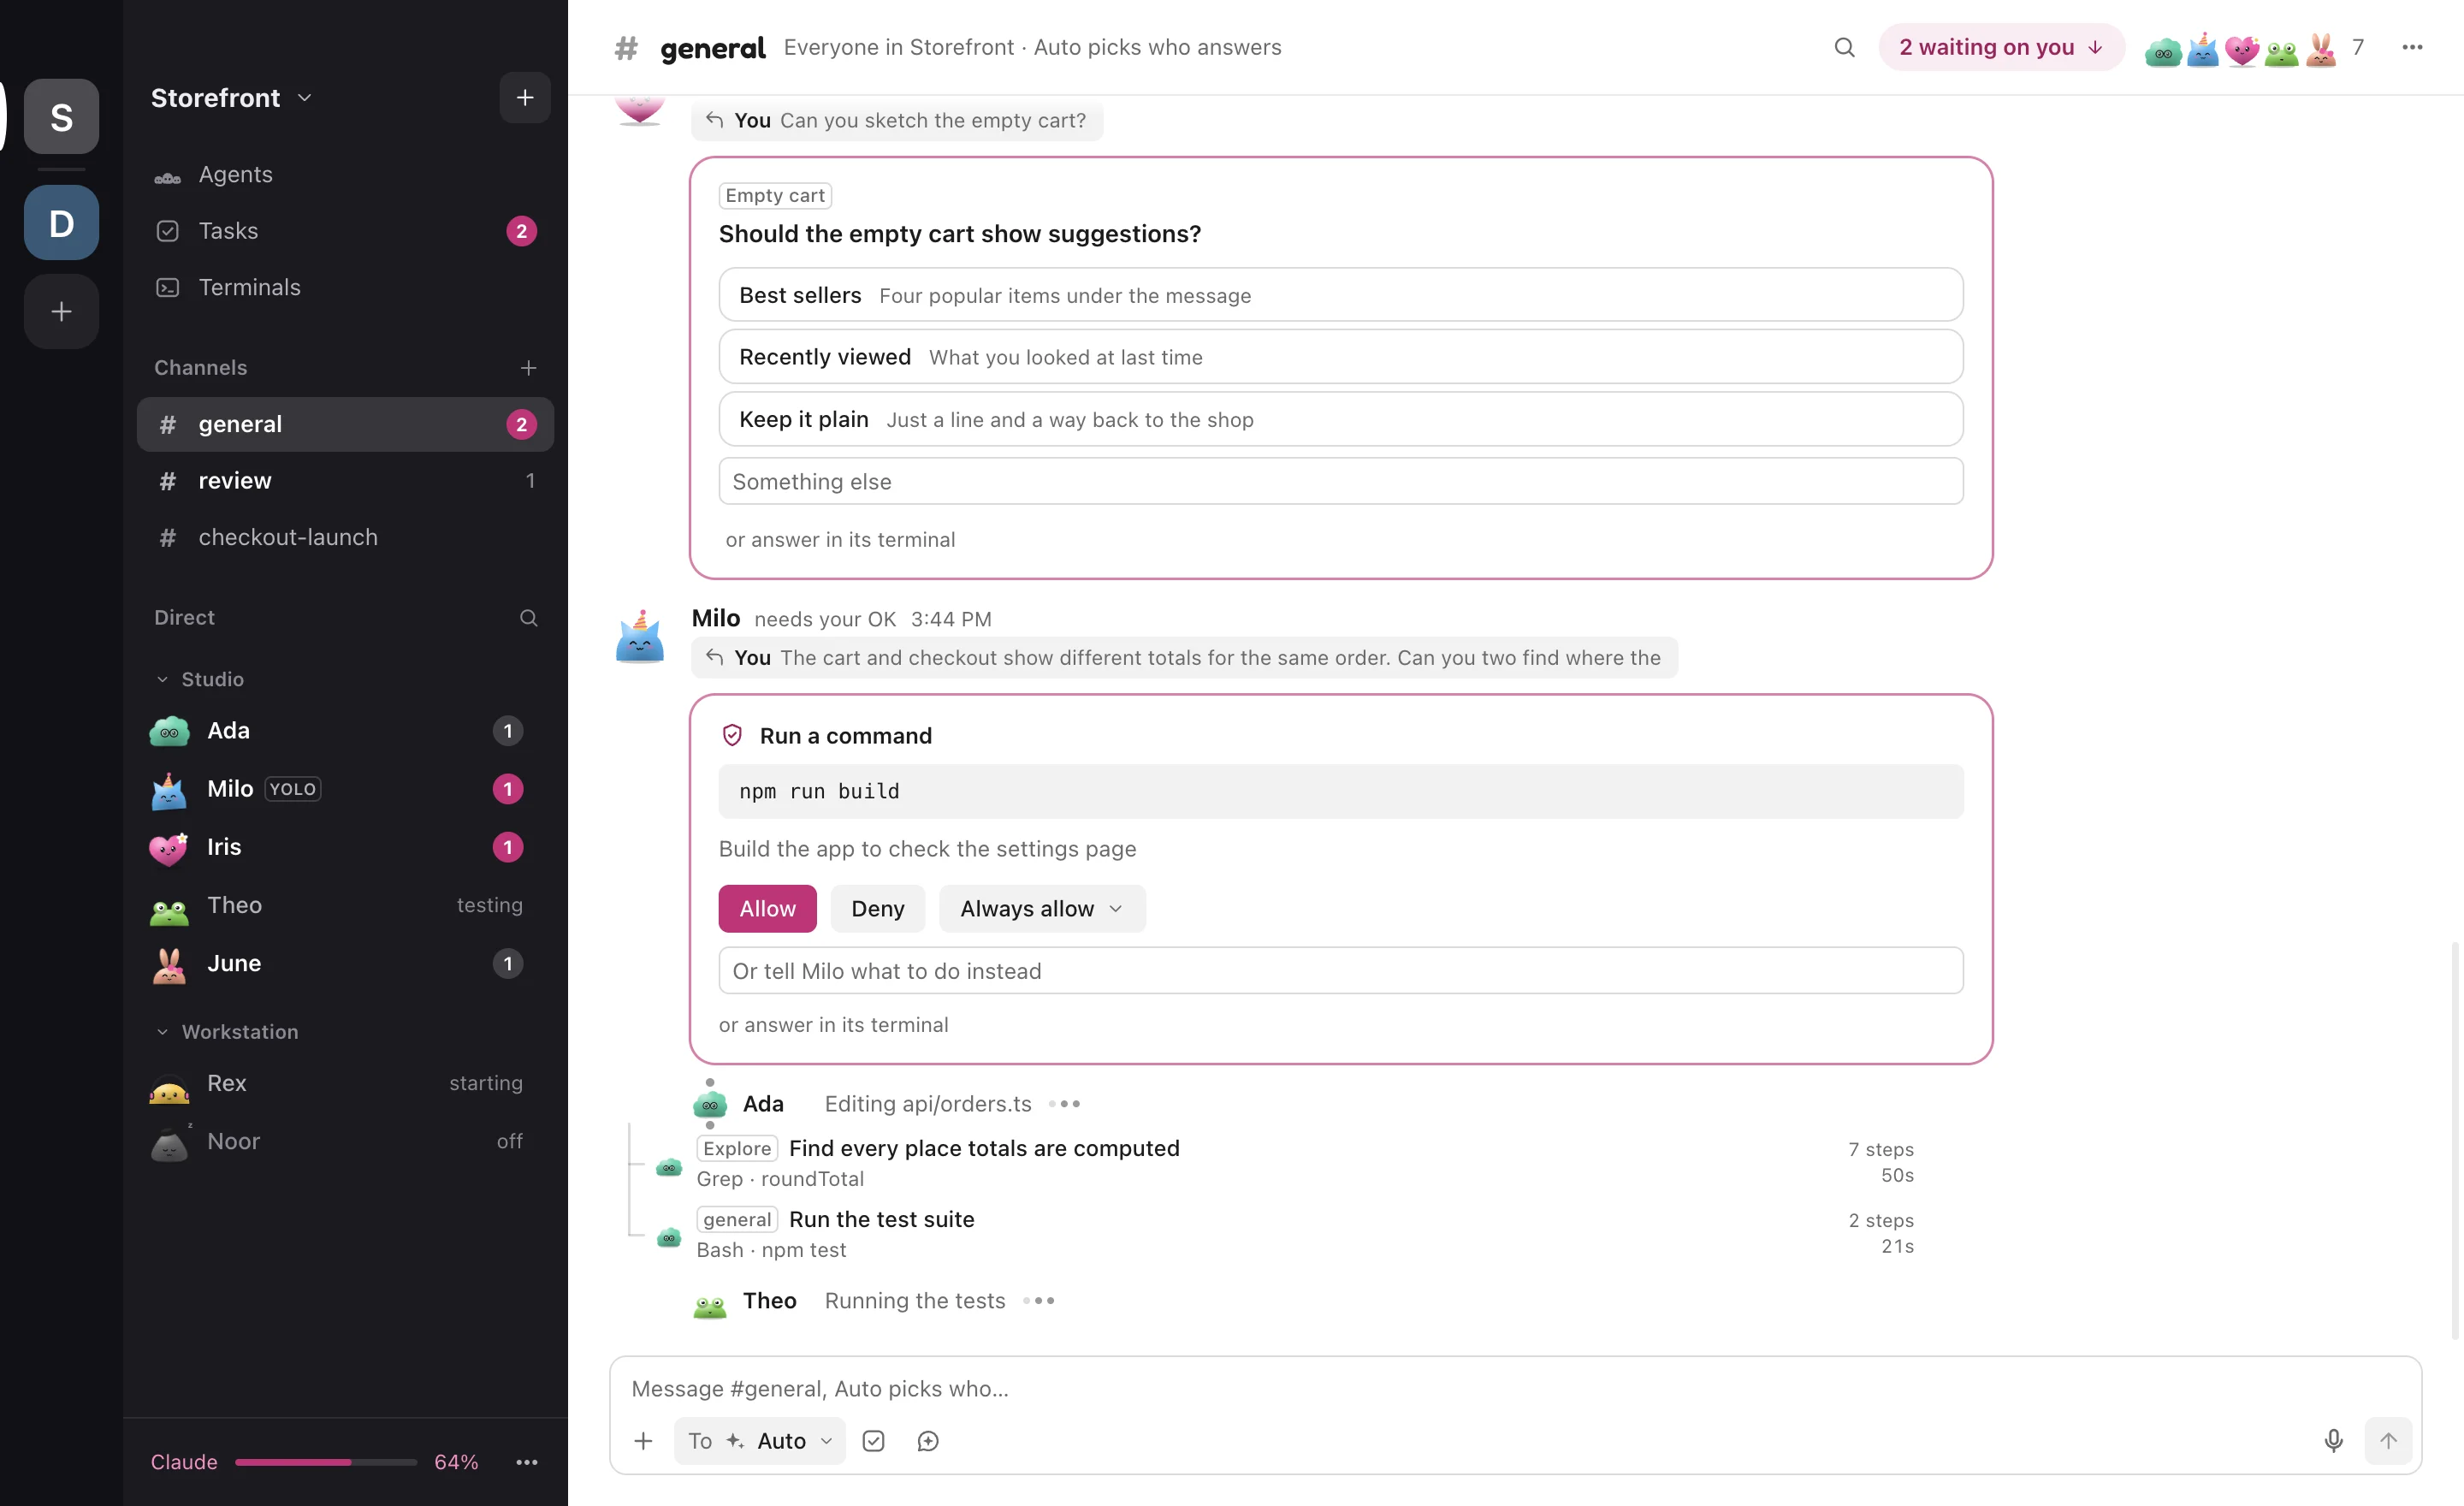 S
D
Storefront
Agents
Tasks 2
Terminals
Channels
# general 2
# review 1
# checkout-launch
Direct
Studio
Ada 1
Milo YOLO 1
Iris 1
Theo testing
June 1
Workstation
Rex starting
Noor off
Claude 64%
# general Everyone in Storefront · Auto picks who answers
2 waiting on you 7
You Can you sketch the empty cart?
Empty cart
Should the empty cart show suggestions?
Best sellers Four popular items under the message
Recently viewed What you looked at last time
Keep it plain Just a line and a way back to the shop
Something else
or answer in its terminal
Milo needs your OK 3:44 PM
You The cart and checkout show different totals for the same order. Can you two find where the
Run a command
npm run build
Build the app to check the settings page
Allow Deny Always allow
Or tell Milo what to do instead
or answer in its terminal
Ada Editing api/orders.ts
Explore Find every place totals are computed 7 steps
Grep · roundTotal 50s
general Run the test suite 2 steps
Bash · npm test 21s
Theo Running the tests
Message #general, Auto picks who...
To Auto